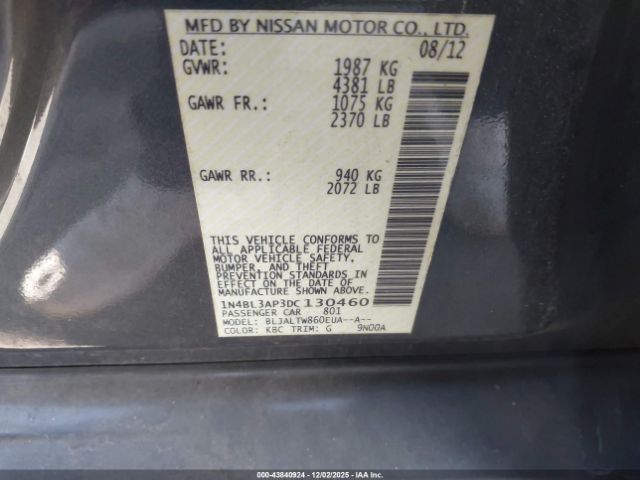 MFD BY NISSAN MOTOR CO., LTD.
DATE: 08/12
GVWR: 1987 KG
4381 LB
GAWR FR.: 1075 KG
2370 LB
GAWR RR.: 940 KG
2072 LB
THIS VEHICLE CONFORMS TO
ALL APPLICABLE FEDERAL
MOTOR VEHICLE SAFETY,
BUMPER, AND THEFT
PREVENTION STANDARDS IN
EFFECT ON THE DATE OF
MANUFACTURE SHOWN ABOVE.
1N4BL3AP3DC130460
PASSENGER CAR 801
MODEL: BLJALTW860EUA--A--
COLOR: KBC TRIM: G 9N00A
000-43840924 - 12/02/2025 - IAA Inc.